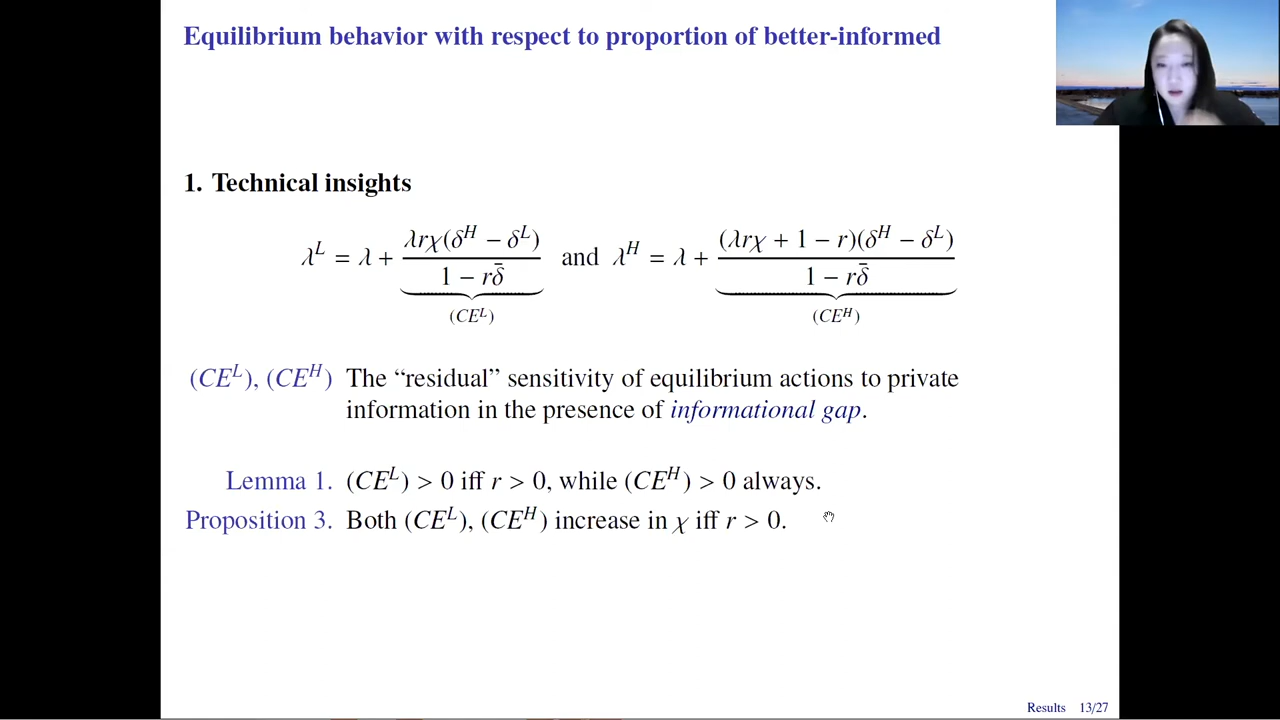 Equilibrium behavior with respect to proportion of better-informed
1. Technical insights
λ^L = λ + λrχ(δ^H − δ^L) / (1 − rδ̄) and λ^H = λ + (λrχ + 1 − r)(δ^H − δ^L) / (1 − rδ̄)
(CE^L) (CE^H)
(CE^L), (CE^H) The “residual” sensitivity of equilibrium actions to private
information in the presence of informational gap.
Lemma 1. (CE^L) > 0 iff r > 0, while (CE^H) > 0 always.
Proposition 3. Both (CE^L), (CE^H) increase in χ iff r > 0.
Results 13/27